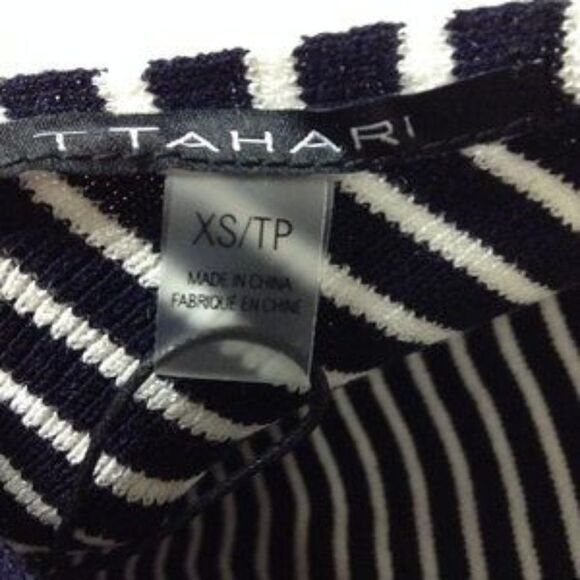 T TAHARI
XS/TP
MADE IN CHINA
FABRIQUÉ EN CHINE